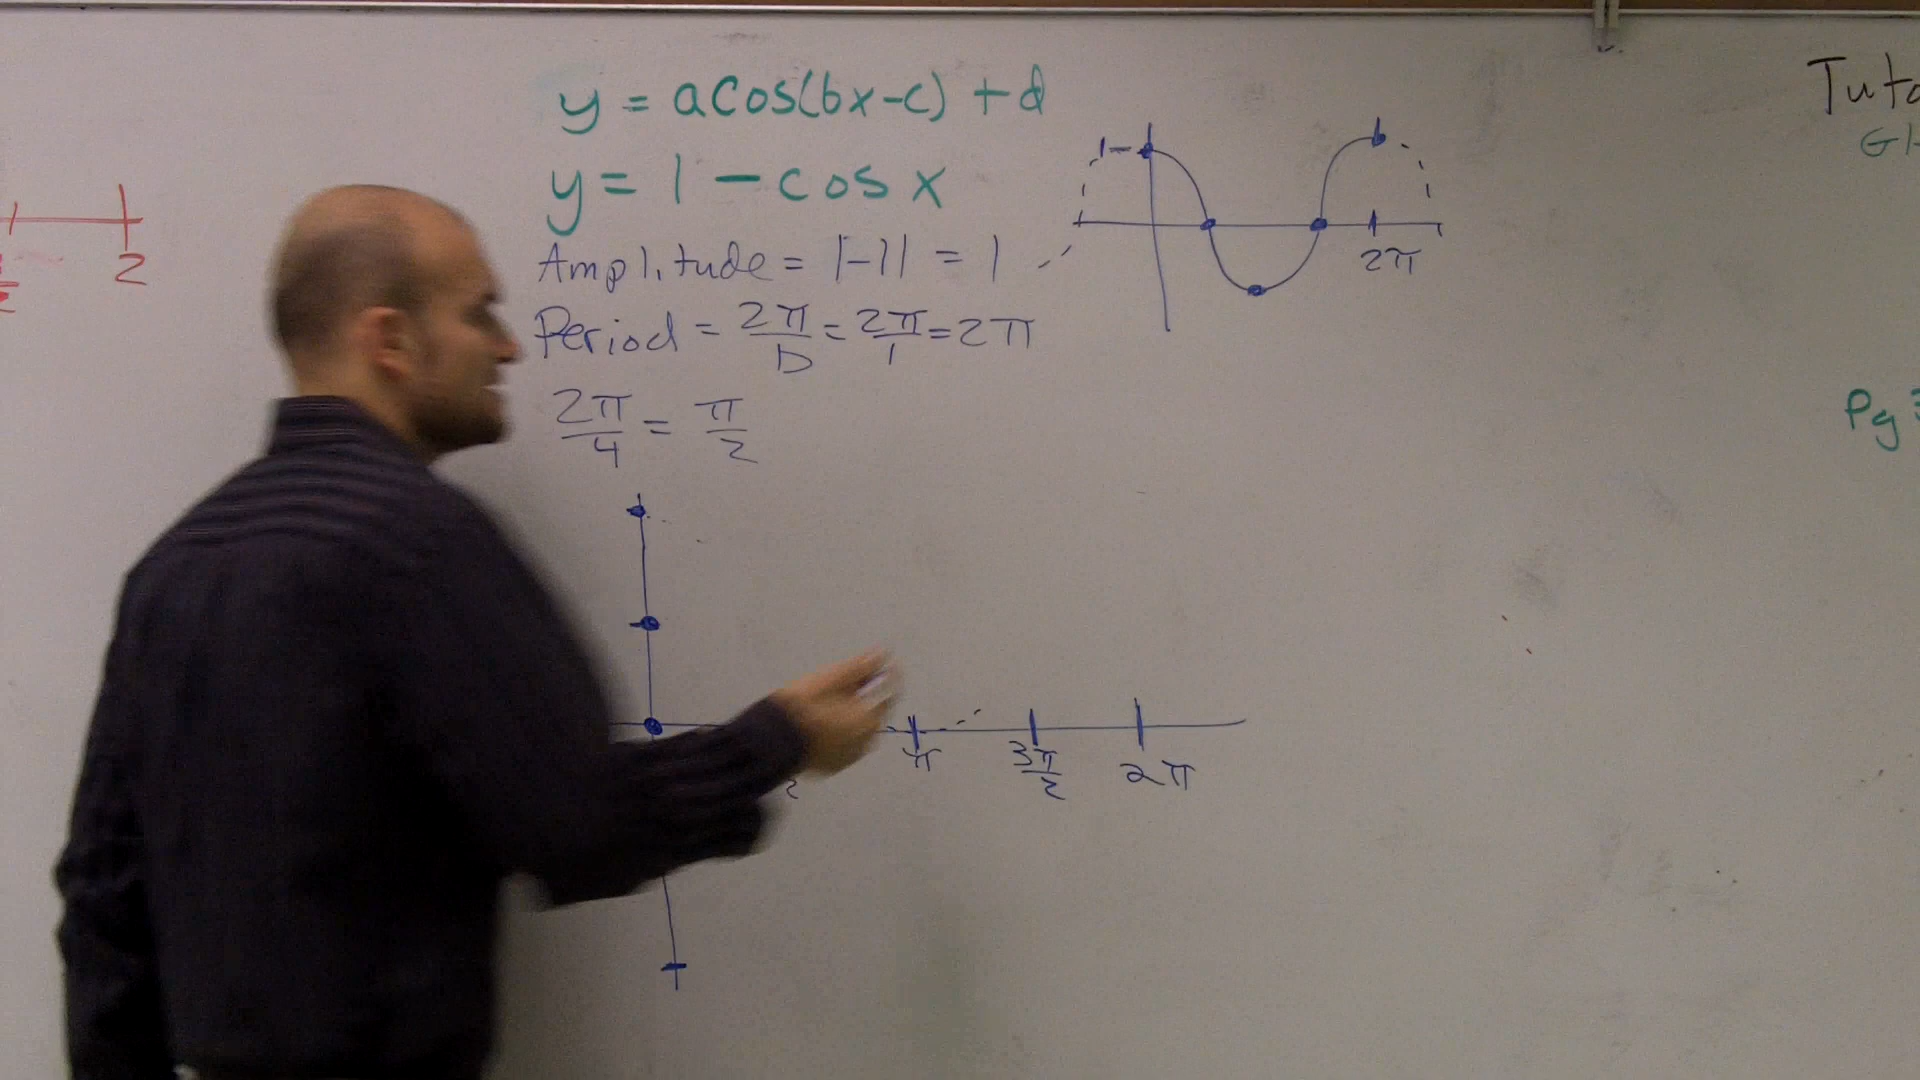 y = acos(bx-c) + d
y = 1 - cos x
Amplitude = |-1| = 1
Period = 2π/b = 2π/1 = 2π
2π/4 = π/2
1
2π
π 3π/2 2π
2
2
Pg